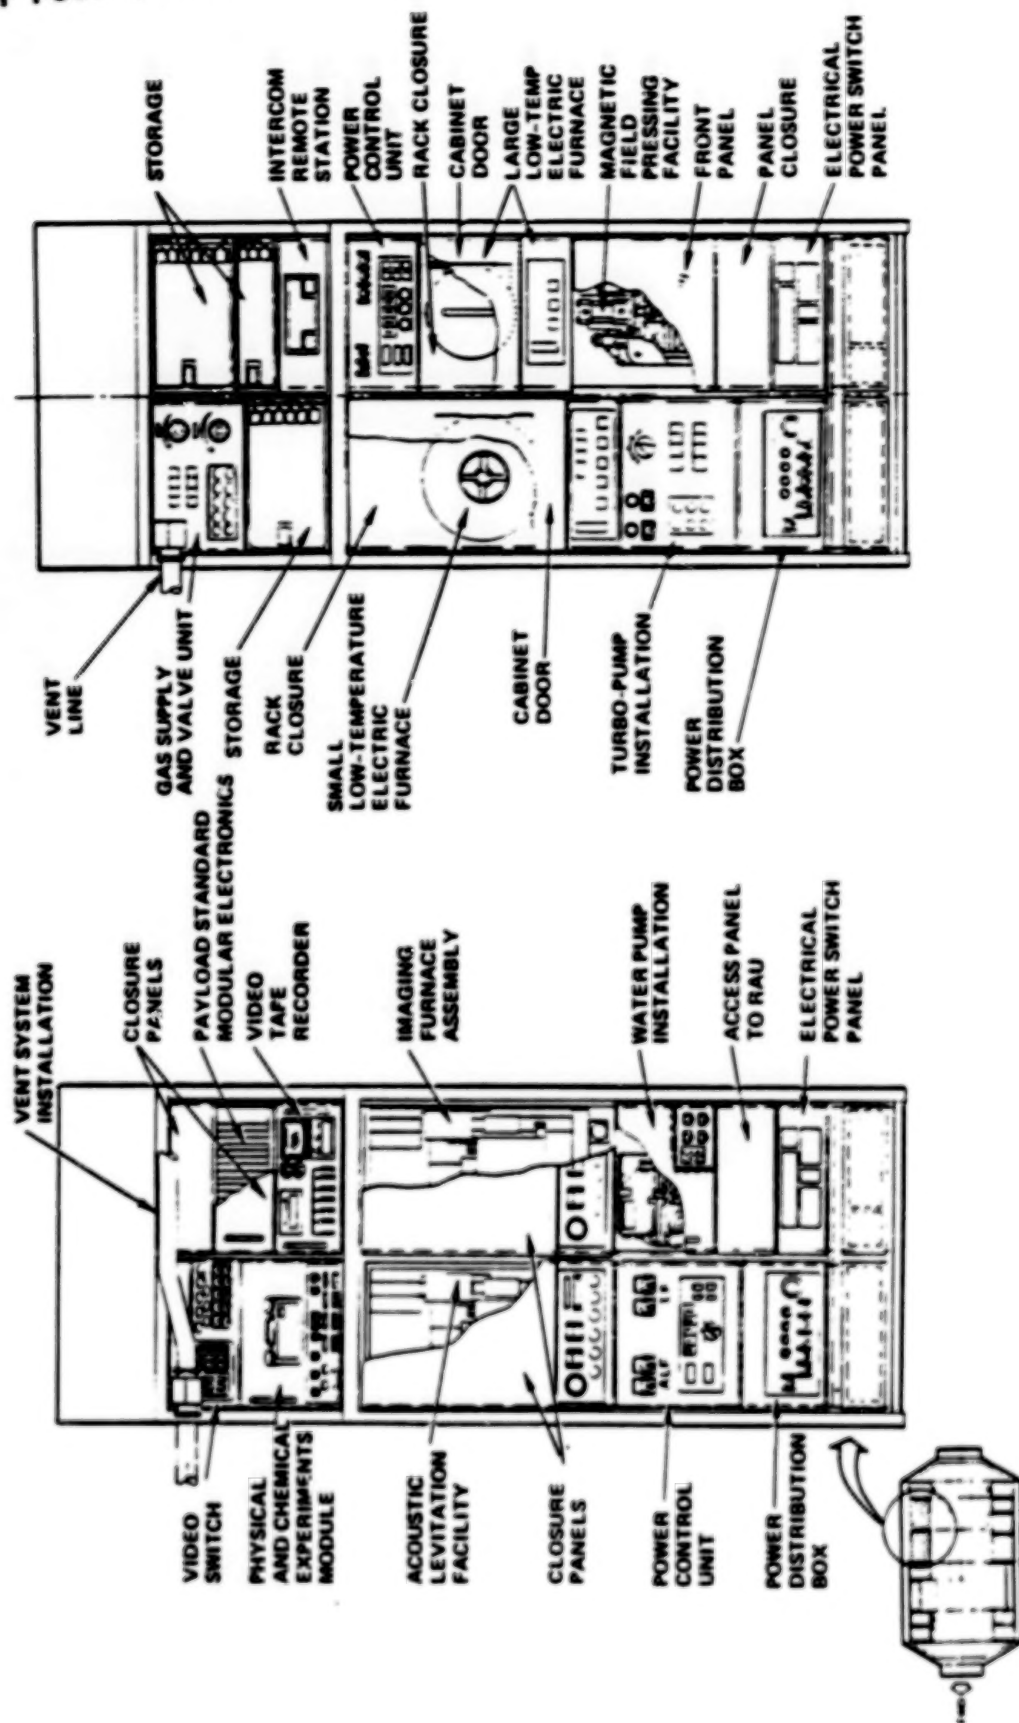 VENT SYSTEM
INSTALLATION
CLOSURE
PANELS
PAYLOAD STANDARD
MODULAR ELECTRONICS
VIDEO
TAPE
RECORDER
IMAGING
FURNACE
ASSEMBLY
WATER PUMP
INSTALLATION
ACCESS PANEL
TO RAU
ELECTRICAL
POWER SWITCH
PANEL
VIDEO
SWITCH
PHYSICAL
AND CHEMICAL
EXPERIMENTS
MODULE
ACOUSTIC
LEVITATION
FACILITY
CLOSURE
PANELS
POWER
CONTROL
UNIT
ALF
POWER
DISTRIBUTION
BOX
VENT
LINE
GAS SUPPLY
AND VALVE UNIT
STORAGE
RACK
CLOSURE
SMALL
LOW-TEMPERATURE
ELECTRIC
FURNACE
CABINET
DOOR
TURBO-PUMP
INSTALLATION
POWER
DISTRIBUTION
BOX
STORAGE
INTERCOM
REMOTE
STATION
POWER
CONTROL
UNIT
RACK CLOSURE
CABINET
DOOR
LARGE
LOW-TEMP
ELECTRIC
FURNACE
MAGNETIC
FIELD
PRESSING
FACILITY
FRONT
PANEL
PANEL
CLOSURE
ELECTRICAL
POWER SWITCH
PANEL